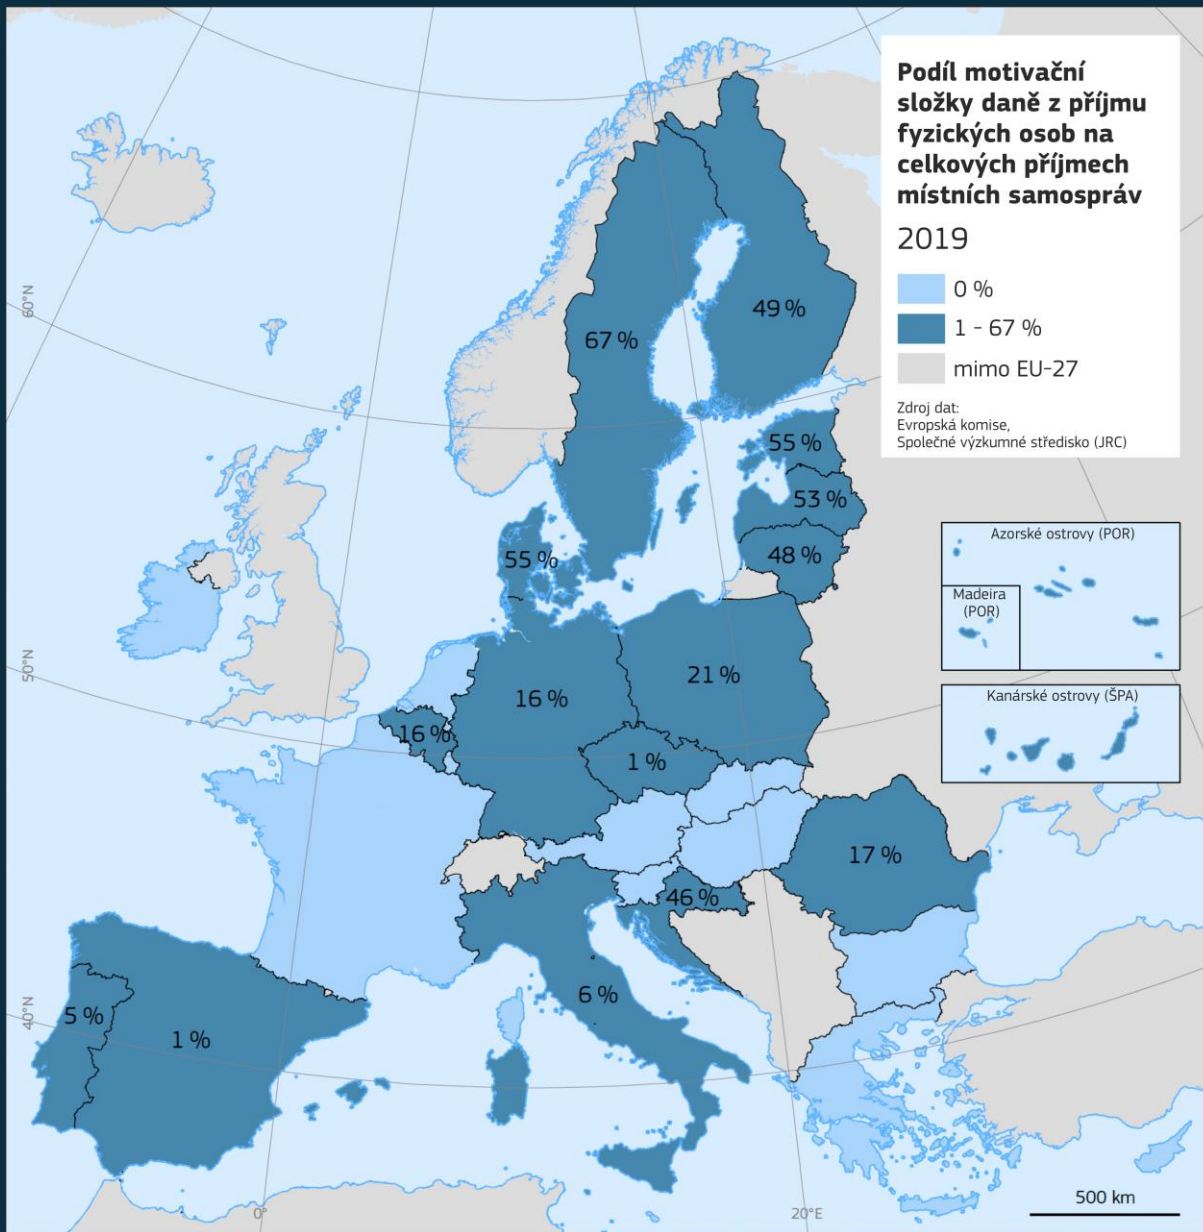 Podíl motivační
složky daně z příjmu
fyzických osob na
celkových příjmech
místních samospráv
2019
0 %
1 - 67 %
mimo EU-27
Zdroj dat:
Evropská komise,
Společné výzkumné středisko (JRC)
60°N
49 %
67 %
55 %
53 %
48 %
55 %
Azorské ostrovy (POR)
Madeira
(POR)
50°N
21 %
16 %
Kanárské ostrovy (ŠPA)
16 %
1 %
17 %
46 %
6 %
40°N
5 %
1 %
500 km
0°
20°E